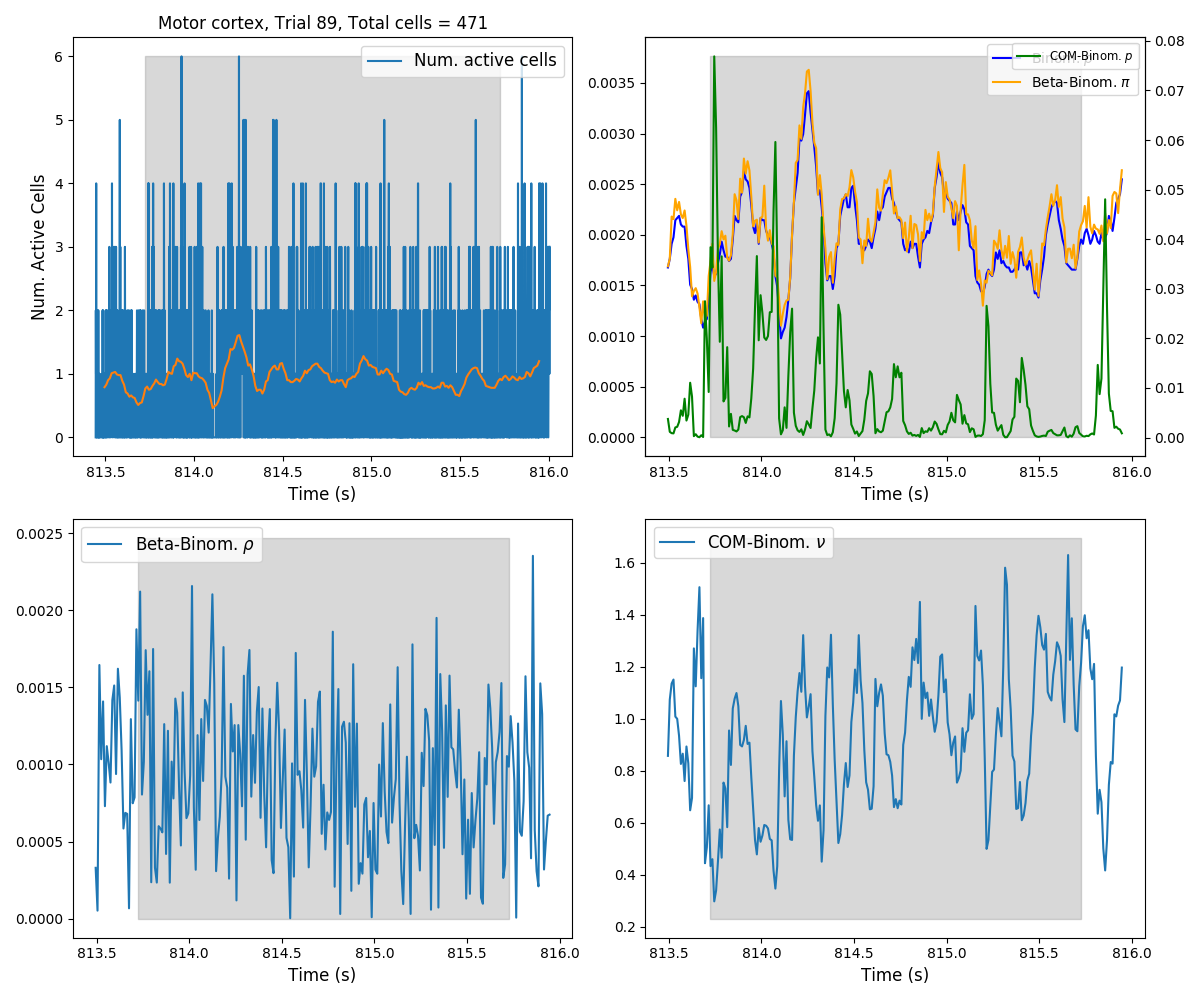 Motor cortex, Trial 89, Total cells = 471
Num. active cells
Num. Active Cells
6
5
4
3
2
1
0
813.5 814.0 814.5 815.0 815.5 816.0
Time (s)
COM-Binom. p
Beta-Binom. π
0.0035
0.0030
0.0025
0.0020
0.0015
0.0010
0.0005
0.0000
0.08
0.07
0.06
0.05
0.04
0.03
0.02
0.01
0.00
813.5 814.0 814.5 815.0 815.5 816.0
Time (s)
Beta-Binom. ρ
0.0025
0.0020
0.0015
0.0010
0.0005
0.0000
813.5 814.0 814.5 815.0 815.5 816.0
Time (s)
COM-Binom. ν
1.6
1.4
1.2
1.0
0.8
0.6
0.4
0.2
813.5 814.0 814.5 815.0 815.5 816.0
Time (s)